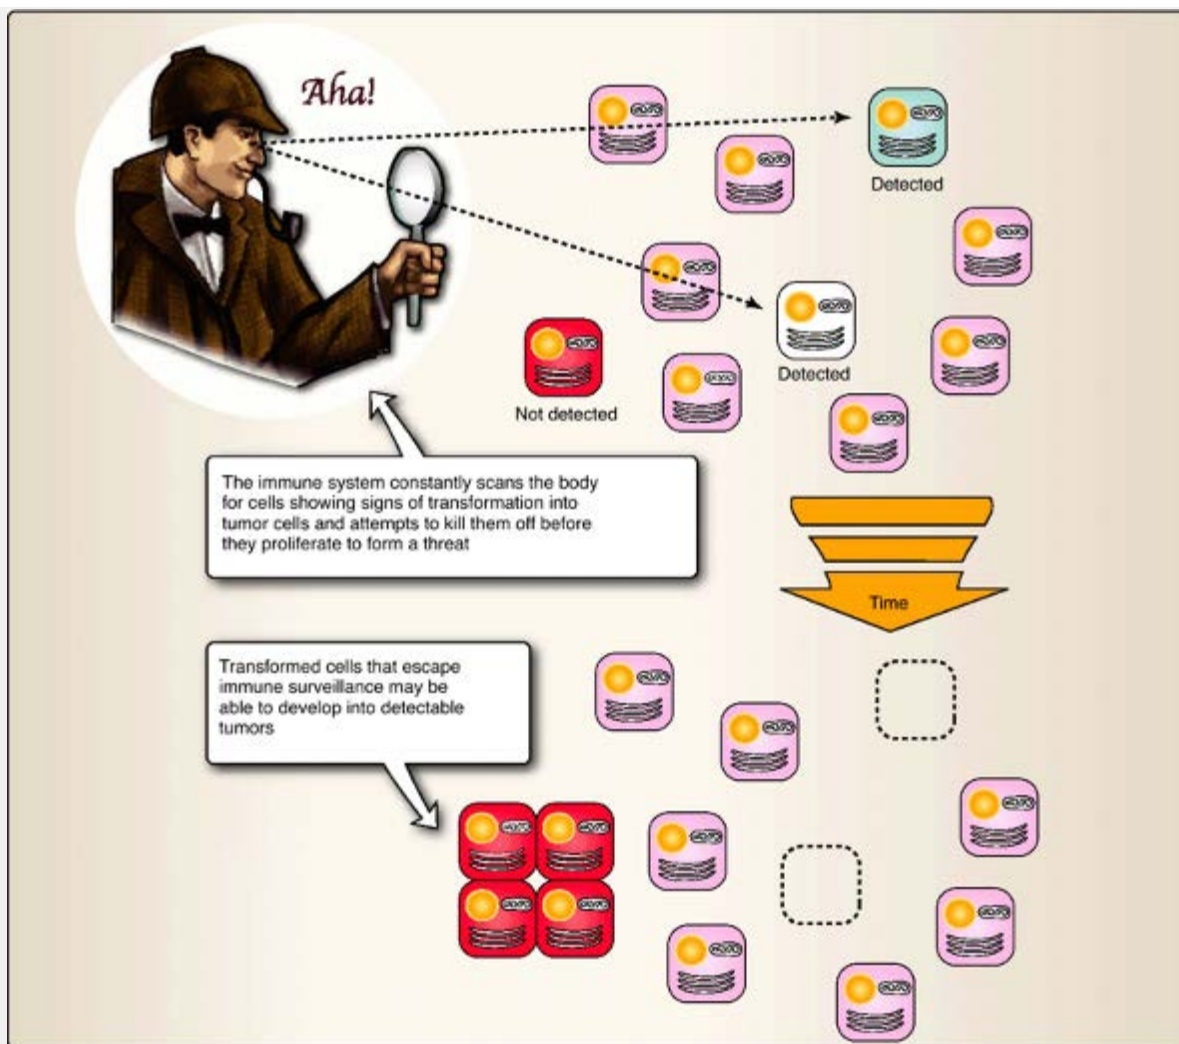 Aha!
Detected
Detected
Not detected
The immune system constantly scans the body
for cells showing signs of transformation into
tumor cells and attempts to kill them off before
they proliferate to form a threat
Time
Transformed cells that escape
immune surveillance may be
able to develop into detectable
tumors